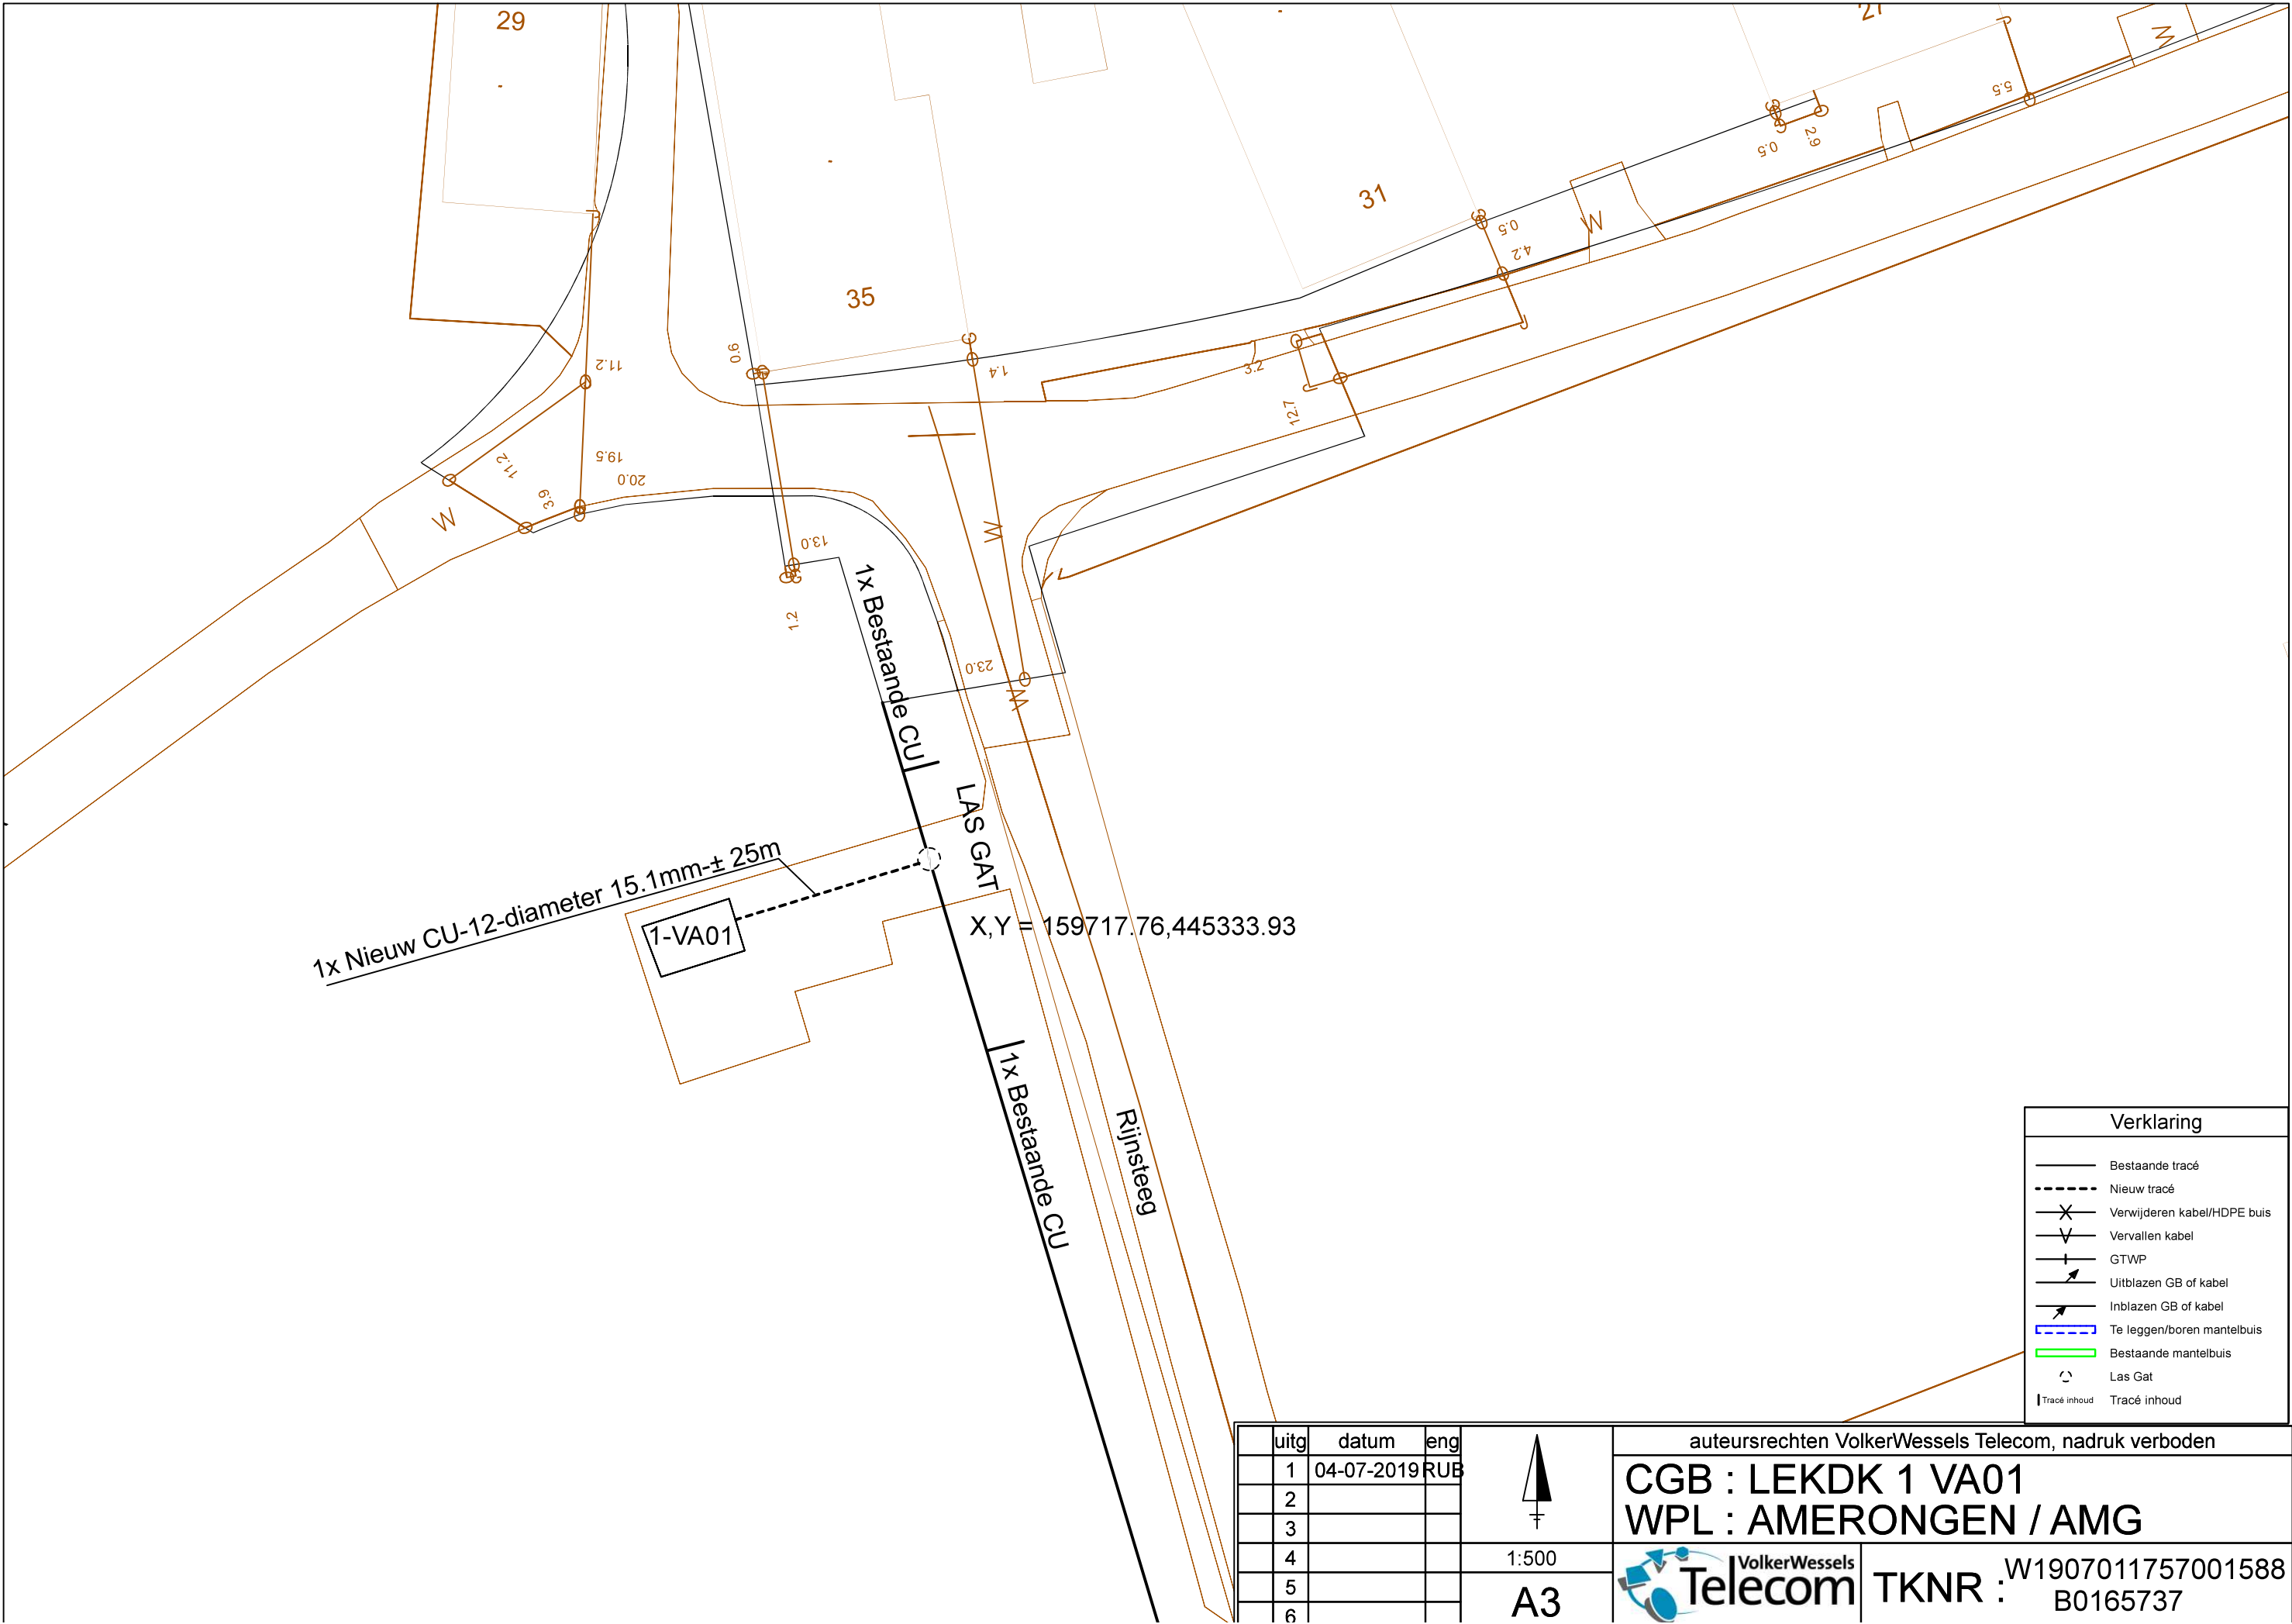 29
27
31
35
5.5
2.9
0.5
W
W
0.5
4.2
0.6
1.4
3.2
12.7
11.2
11.2
19.5
20.0
3.9
W
13.0
1.2
W
23.0
W
1x Bestaande CU
LAS GAT
1x Nieuw CU-12-diameter 15.1mm-± 25m
1-VA01
X,Y = 159717.76,445333.93
1x Bestaande CU
Rijnsteeg
Verklaring
Bestaande tracé
Nieuw tracé
Verwijderen kabel/HDPE buis
Vervallen kabel
GTWP
Uitblazen GB of kabel
Inblazen GB of kabel
Te leggen/boren mantelbuis
Bestaande mantelbuis
Las Gat
Tracé inhoud Tracé inhoud
uitg datum eng
1 04-07-2019 RUB
2
3
4
5
6
1:500
A3
auteursrechten VolkerWessels Telecom, nadruk verboden
CGB : LEKDK 1 VA01
WPL : AMERONGEN / AMG
VolkerWessels
Telecom
TKNR : W1907011757001588
B0165737